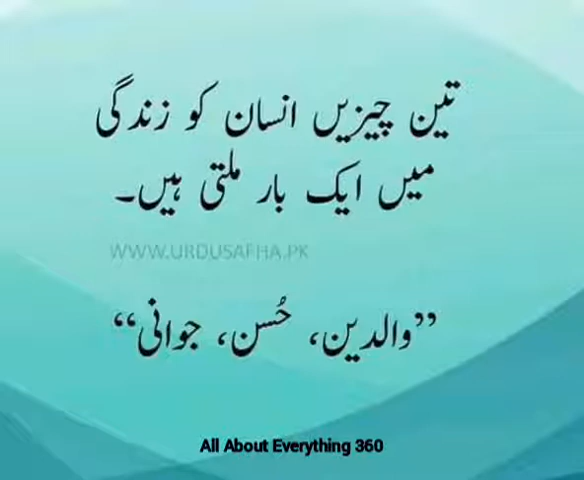 تین چیزیں انسان کو زندگی
میں ایک بار ملتی ہیں۔
WWW.URDUSAFHA.PK
”والدین، حُسن، جوانی“
All About Everything 360